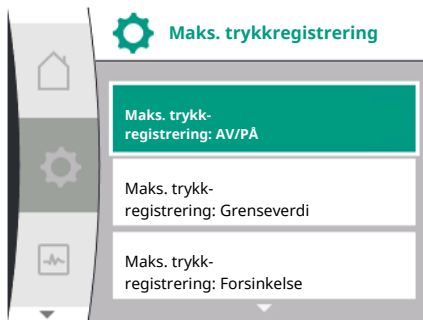 Maks. trykkregistrering
Maks. trykk-
registrering: AV/PÅ
Maks. trykk-
registrering: Grenseverdi
Maks. trykk-
registrering: Forsinkelse